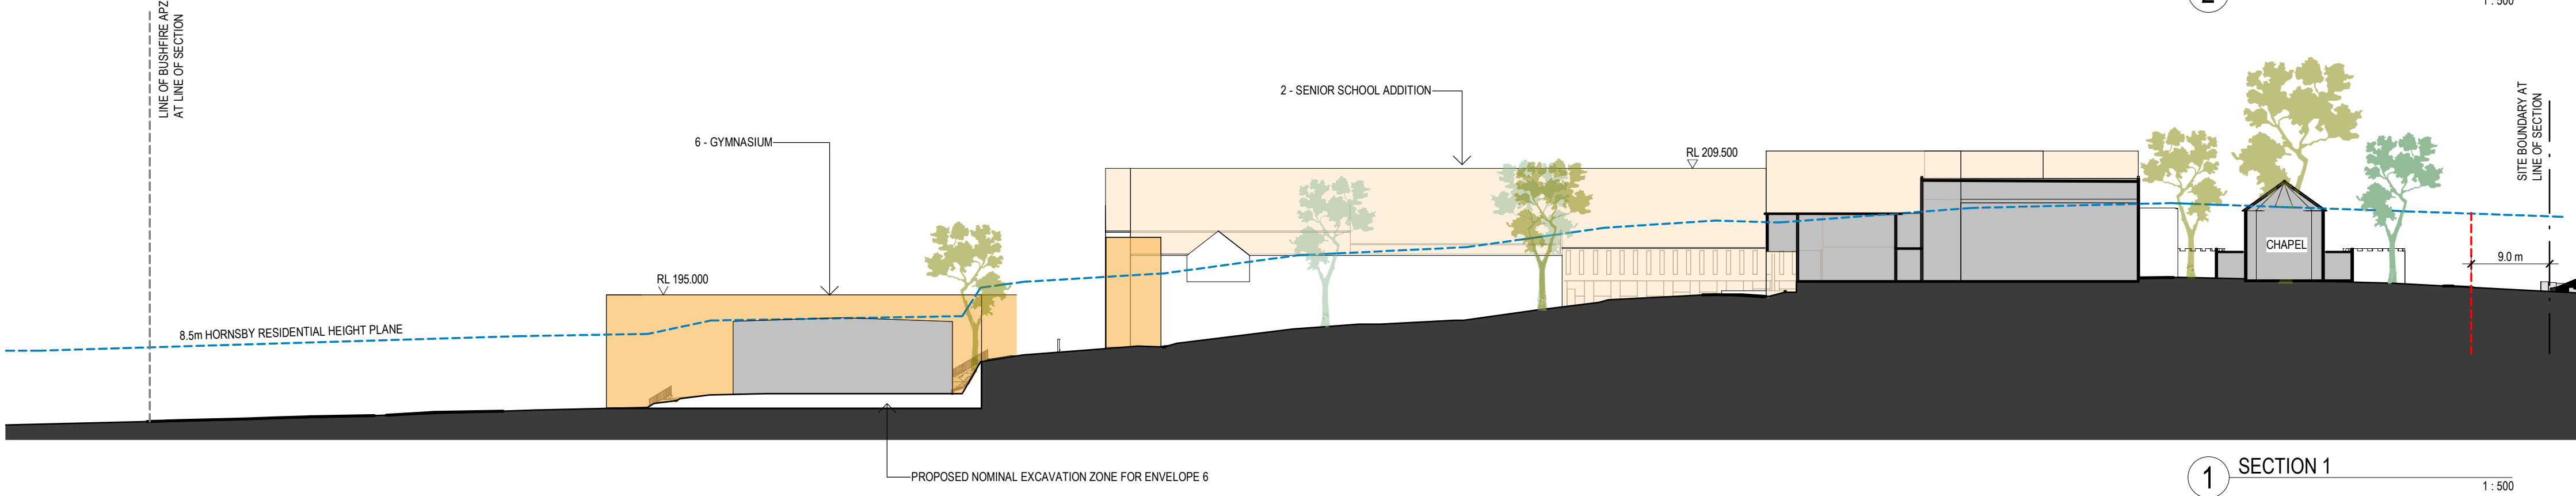 LINE OF BUSHFIRE APZ
AT LINE OF SECTION
1 : 500
2 - SENIOR SCHOOL ADDITION
6 - GYMNASIUM
RL 209.500
SITE BOUNDARY AT
LINE OF SECTION
CHAPEL
9.0 m
RL 195.000
8.5m HORNSBY RESIDENTIAL HEIGHT PLANE
PROPOSED NOMINAL EXCAVATION ZONE FOR ENVELOPE 6
1
SECTION 1
1 : 500